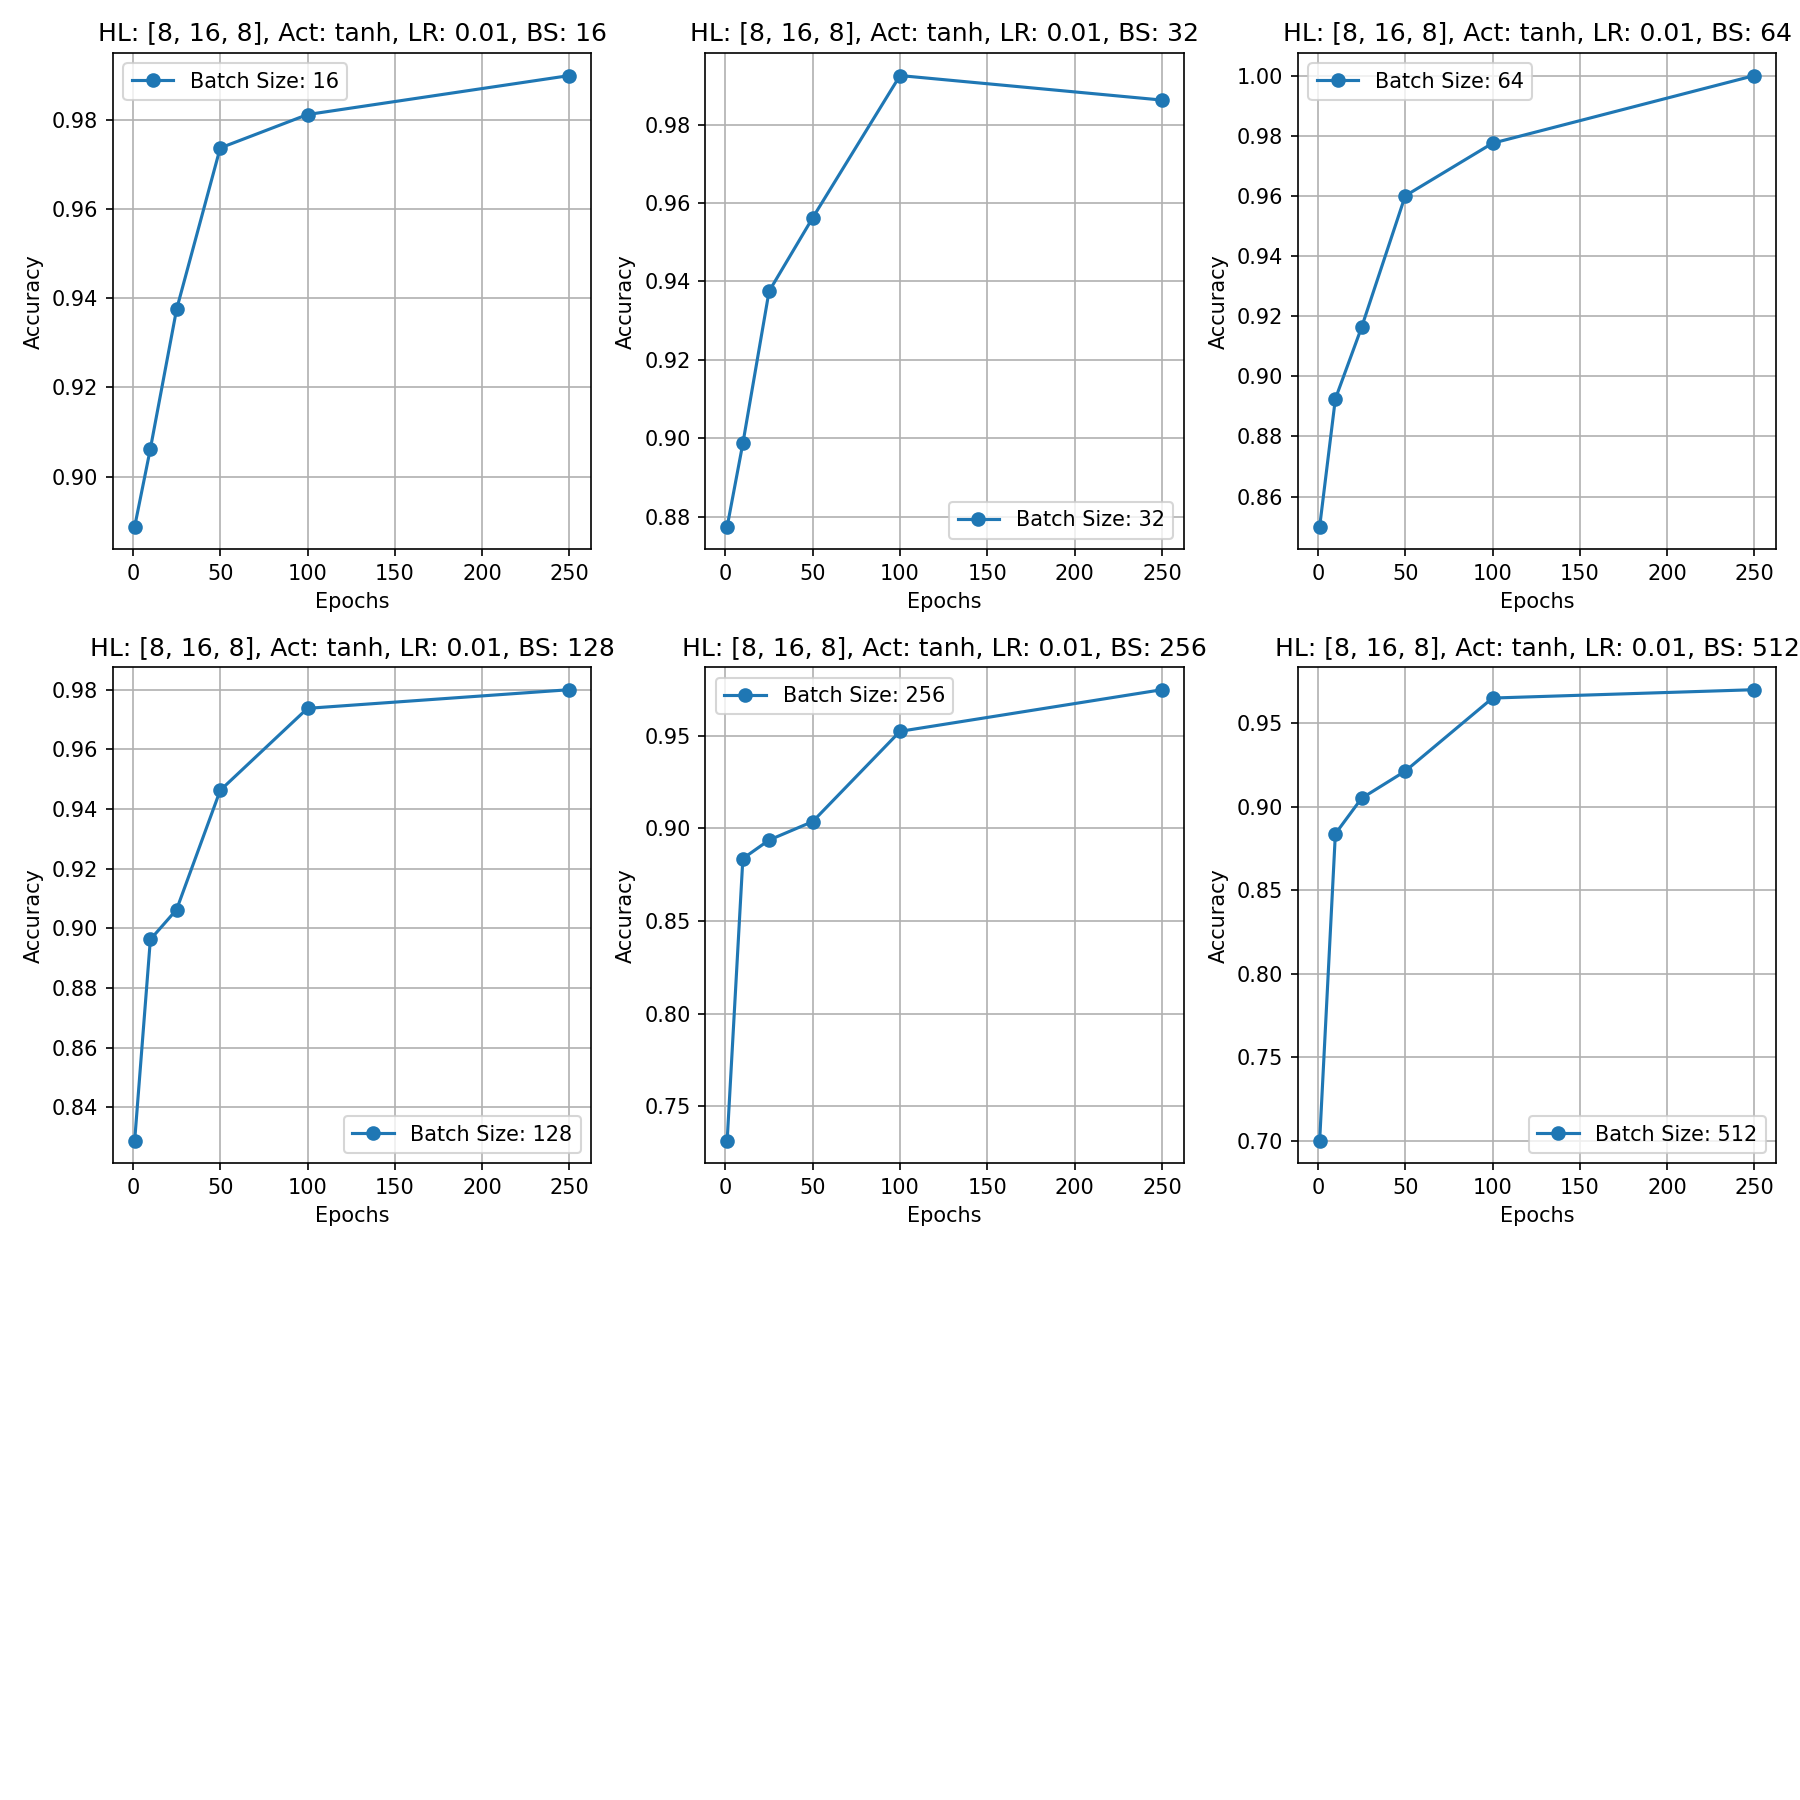 HL: [8, 16, 8], Act: tanh, LR: 0.01, BS: 16
Batch Size: 16
0.98
0.96
0.94
0.92
0.90
Accuracy
0 50 100 150 200 250
Epochs
HL: [8, 16, 8], Act: tanh, LR: 0.01, BS: 32
0.98
0.96
0.94
0.92
0.90
0.88
Accuracy
Batch Size: 32
0 50 100 150 200 250
Epochs
HL: [8, 16, 8], Act: tanh, LR: 0.01, BS: 64
Batch Size: 64
1.00
0.98
0.96
0.94
0.92
0.90
0.88
0.86
Accuracy
0 50 100 150 200 250
Epochs
HL: [8, 16, 8], Act: tanh, LR: 0.01, BS: 128
0.98
0.96
0.94
0.92
0.90
0.88
0.86
0.84
Accuracy
Batch Size: 128
0 50 100 150 200 250
Epochs
HL: [8, 16, 8], Act: tanh, LR: 0.01, BS: 256
Batch Size: 256
0.95
0.90
0.85
0.80
0.75
Accuracy
0 50 100 150 200 250
Epochs
HL: [8, 16, 8], Act: tanh, LR: 0.01, BS: 512
0.95
0.90
0.85
0.80
0.75
0.70
Accuracy
Batch Size: 512
0 50 100 150 200 250
Epochs